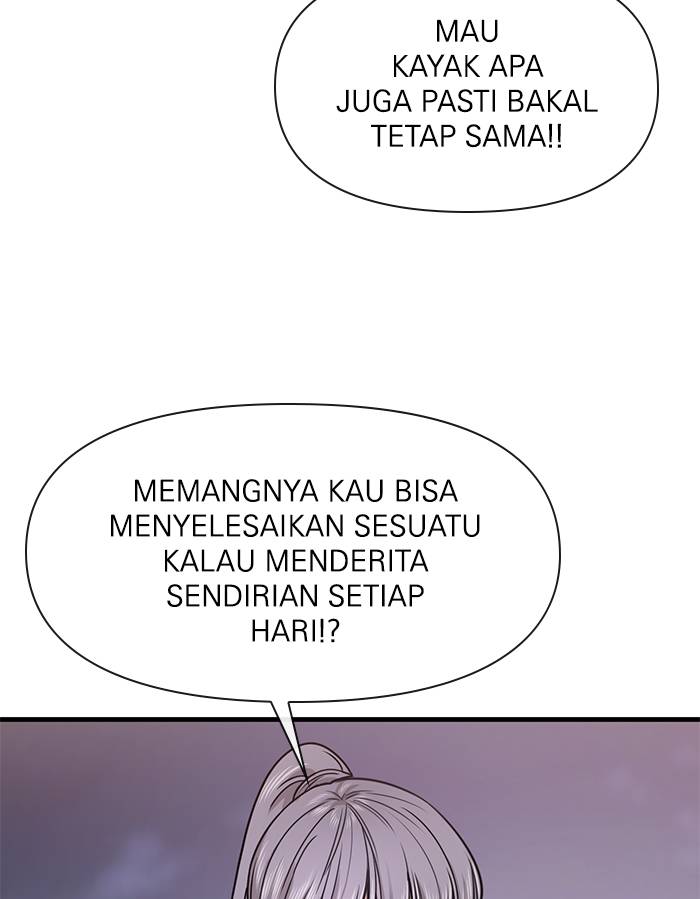 MAU
KAYAK APA
JUGA PASTI BAKAL
TETAP SAMA!!
MEMANGNYA KAU BISA
MENYELESAIKAN SESUATU
KALAU MENDERITA
SENDIRIAN SETIAP
HARI!?